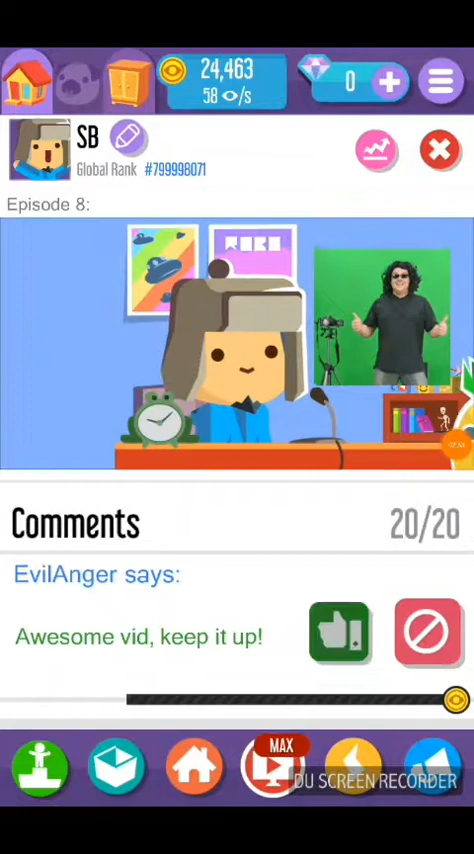 24,463
58 /s
0
SB
Global Rank #799998071
Episode 8:
Comments 20/20
EvilAnger says:
Awesome vid, keep it up!
MAX
DU SCREEN RECORDER